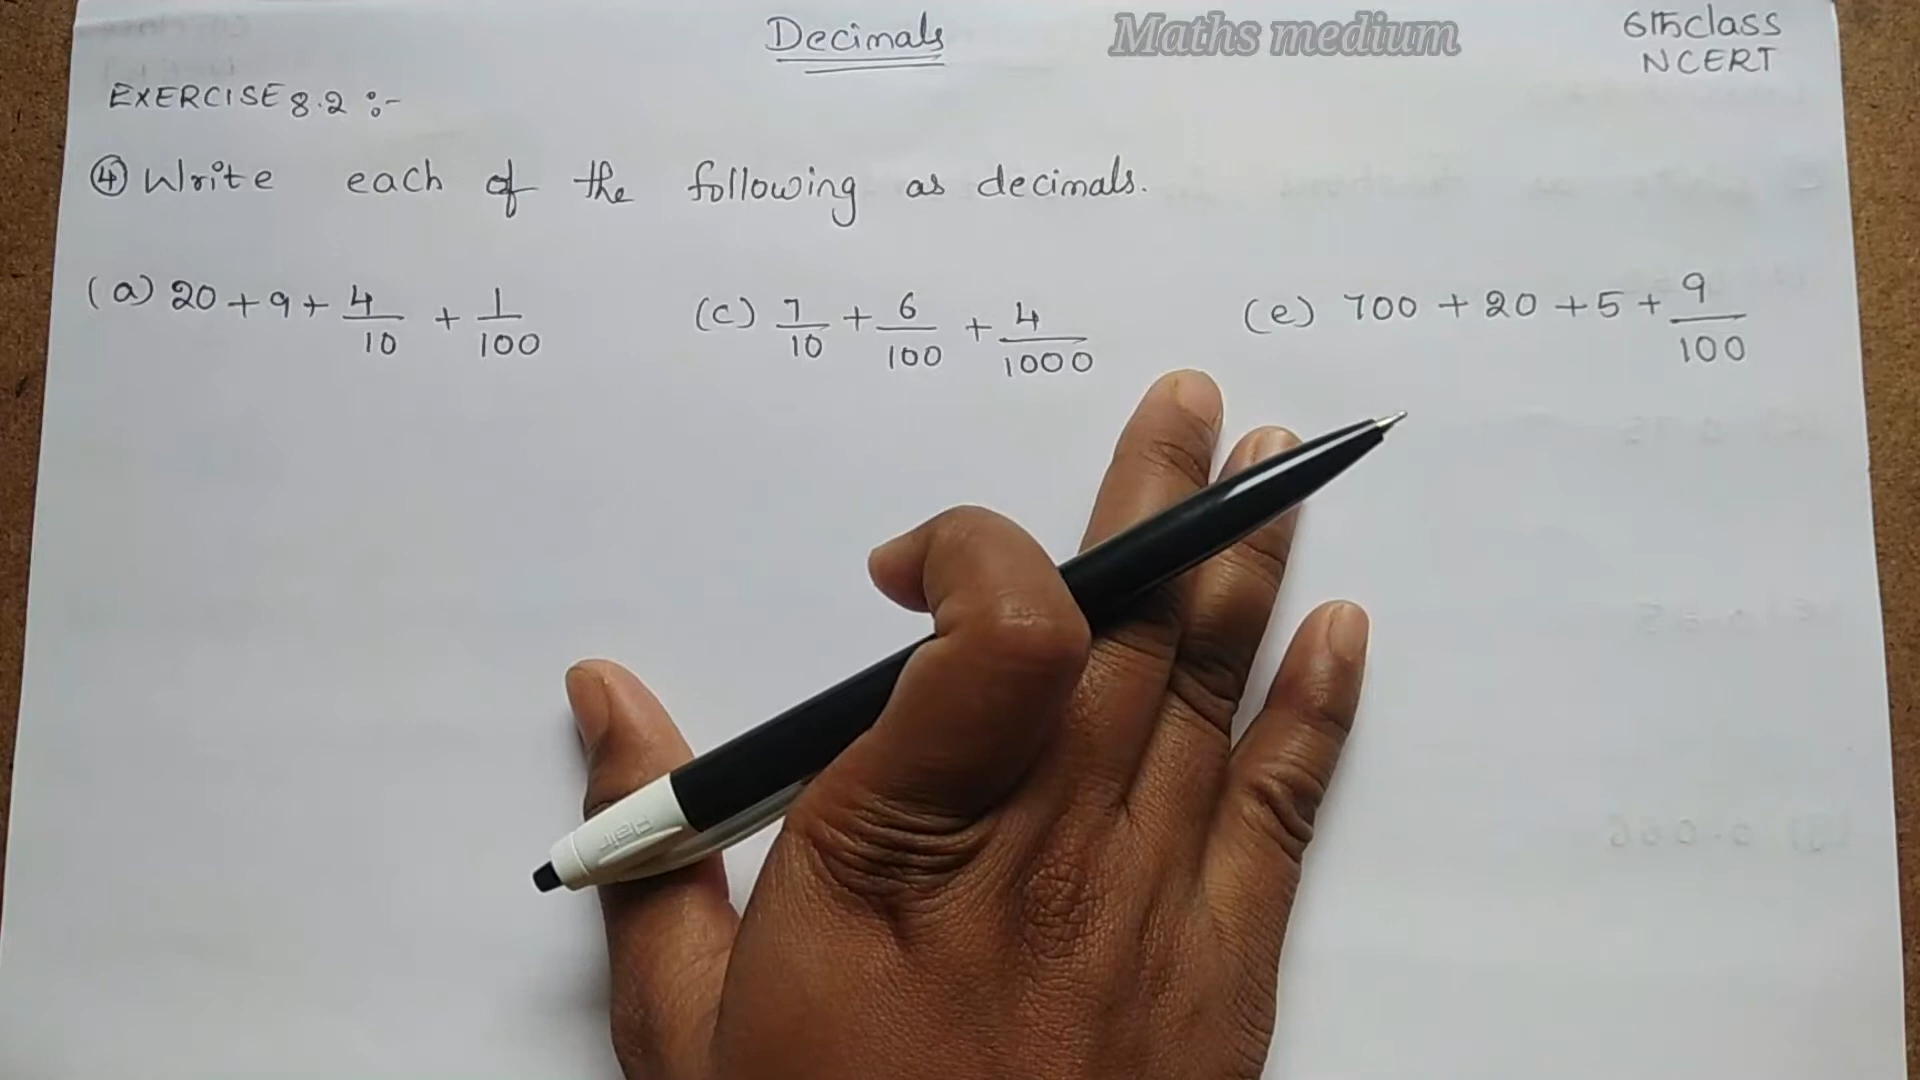 Decimals
Maths medium
6th class
NCERT
EXERCISE 8.2 :-
④ Write each of the following as decimals.
(a) 20 + 9 + 4/10 + 1/100
(c) 7/10 + 6/100 + 4/1000
(e) 700 + 20 + 5 + 9/100
Flair